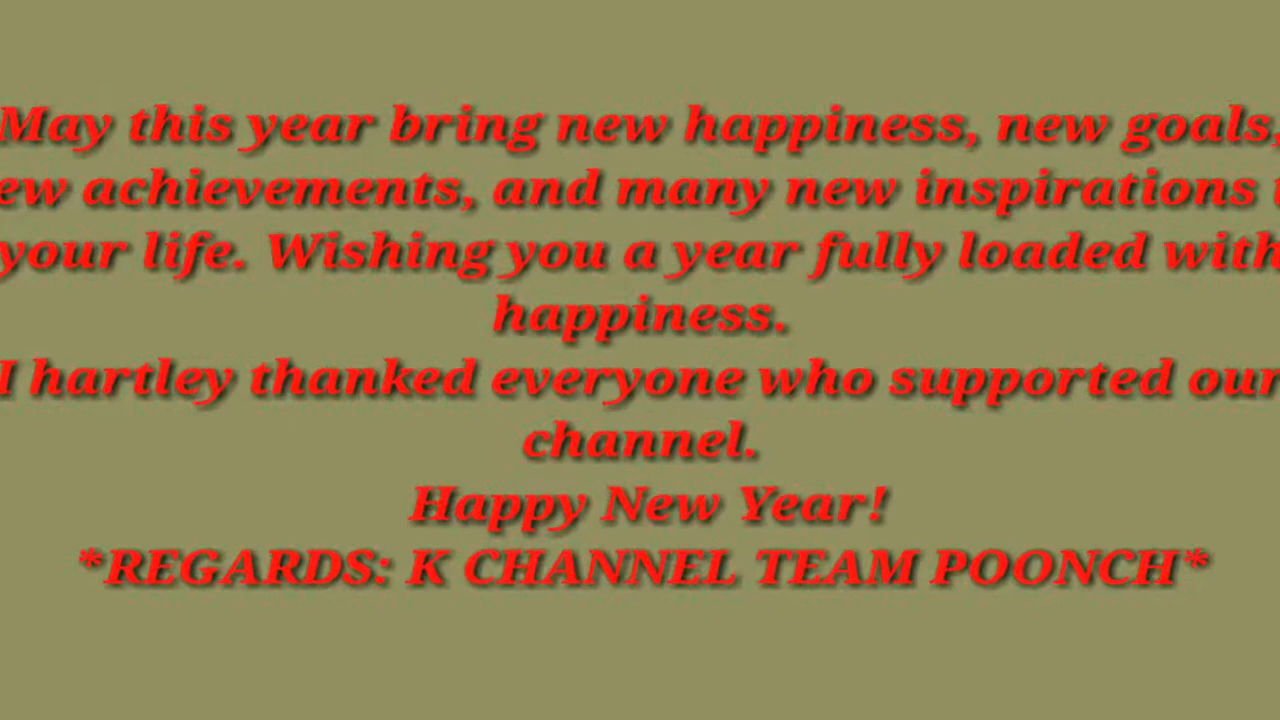 May this year bring new happiness, new goals,
ew achievements, and many new inspirations
your life. Wishing you a year fully loaded with
happiness.
I hartley thanked everyone who supported our
channel.
Happy New Year!
*REGARDS: K CHANNEL TEAM POONCH*